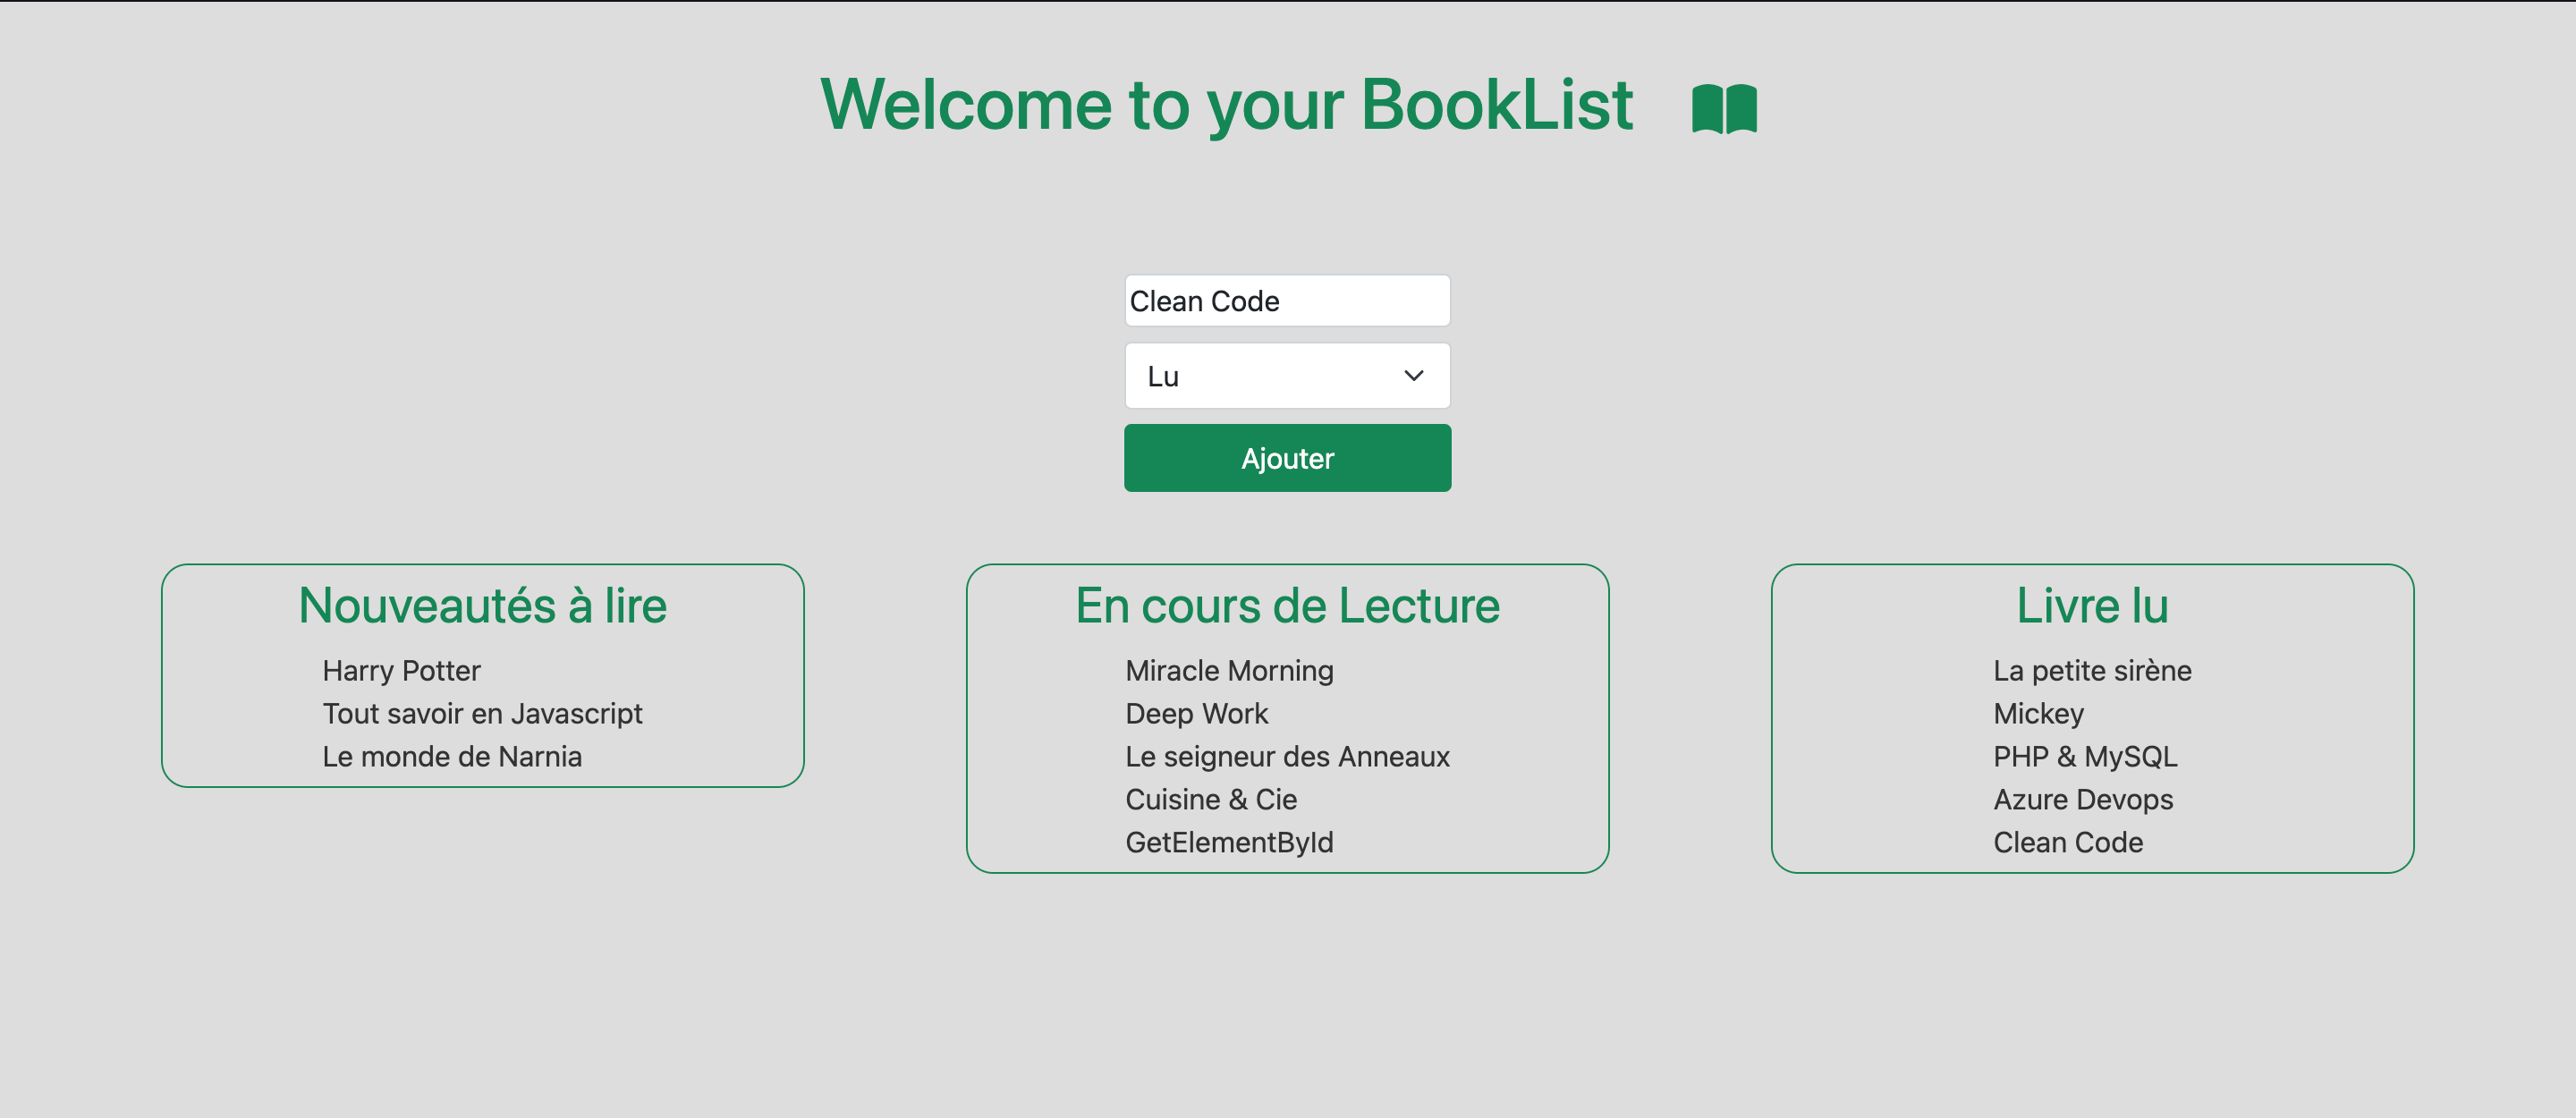 Welcome to your BookList
Clean Code
Lu
Ajouter
Nouveautés à lire
Harry Potter
Tout savoir en Javascript
Le monde de Narnia
En cours de Lecture
Miracle Morning
Deep Work
Le seigneur des Anneaux
Cuisine & Cie
GetElementById
Livre lu
La petite sirène
Mickey
PHP & MySQL
Azure Devops
Clean Code